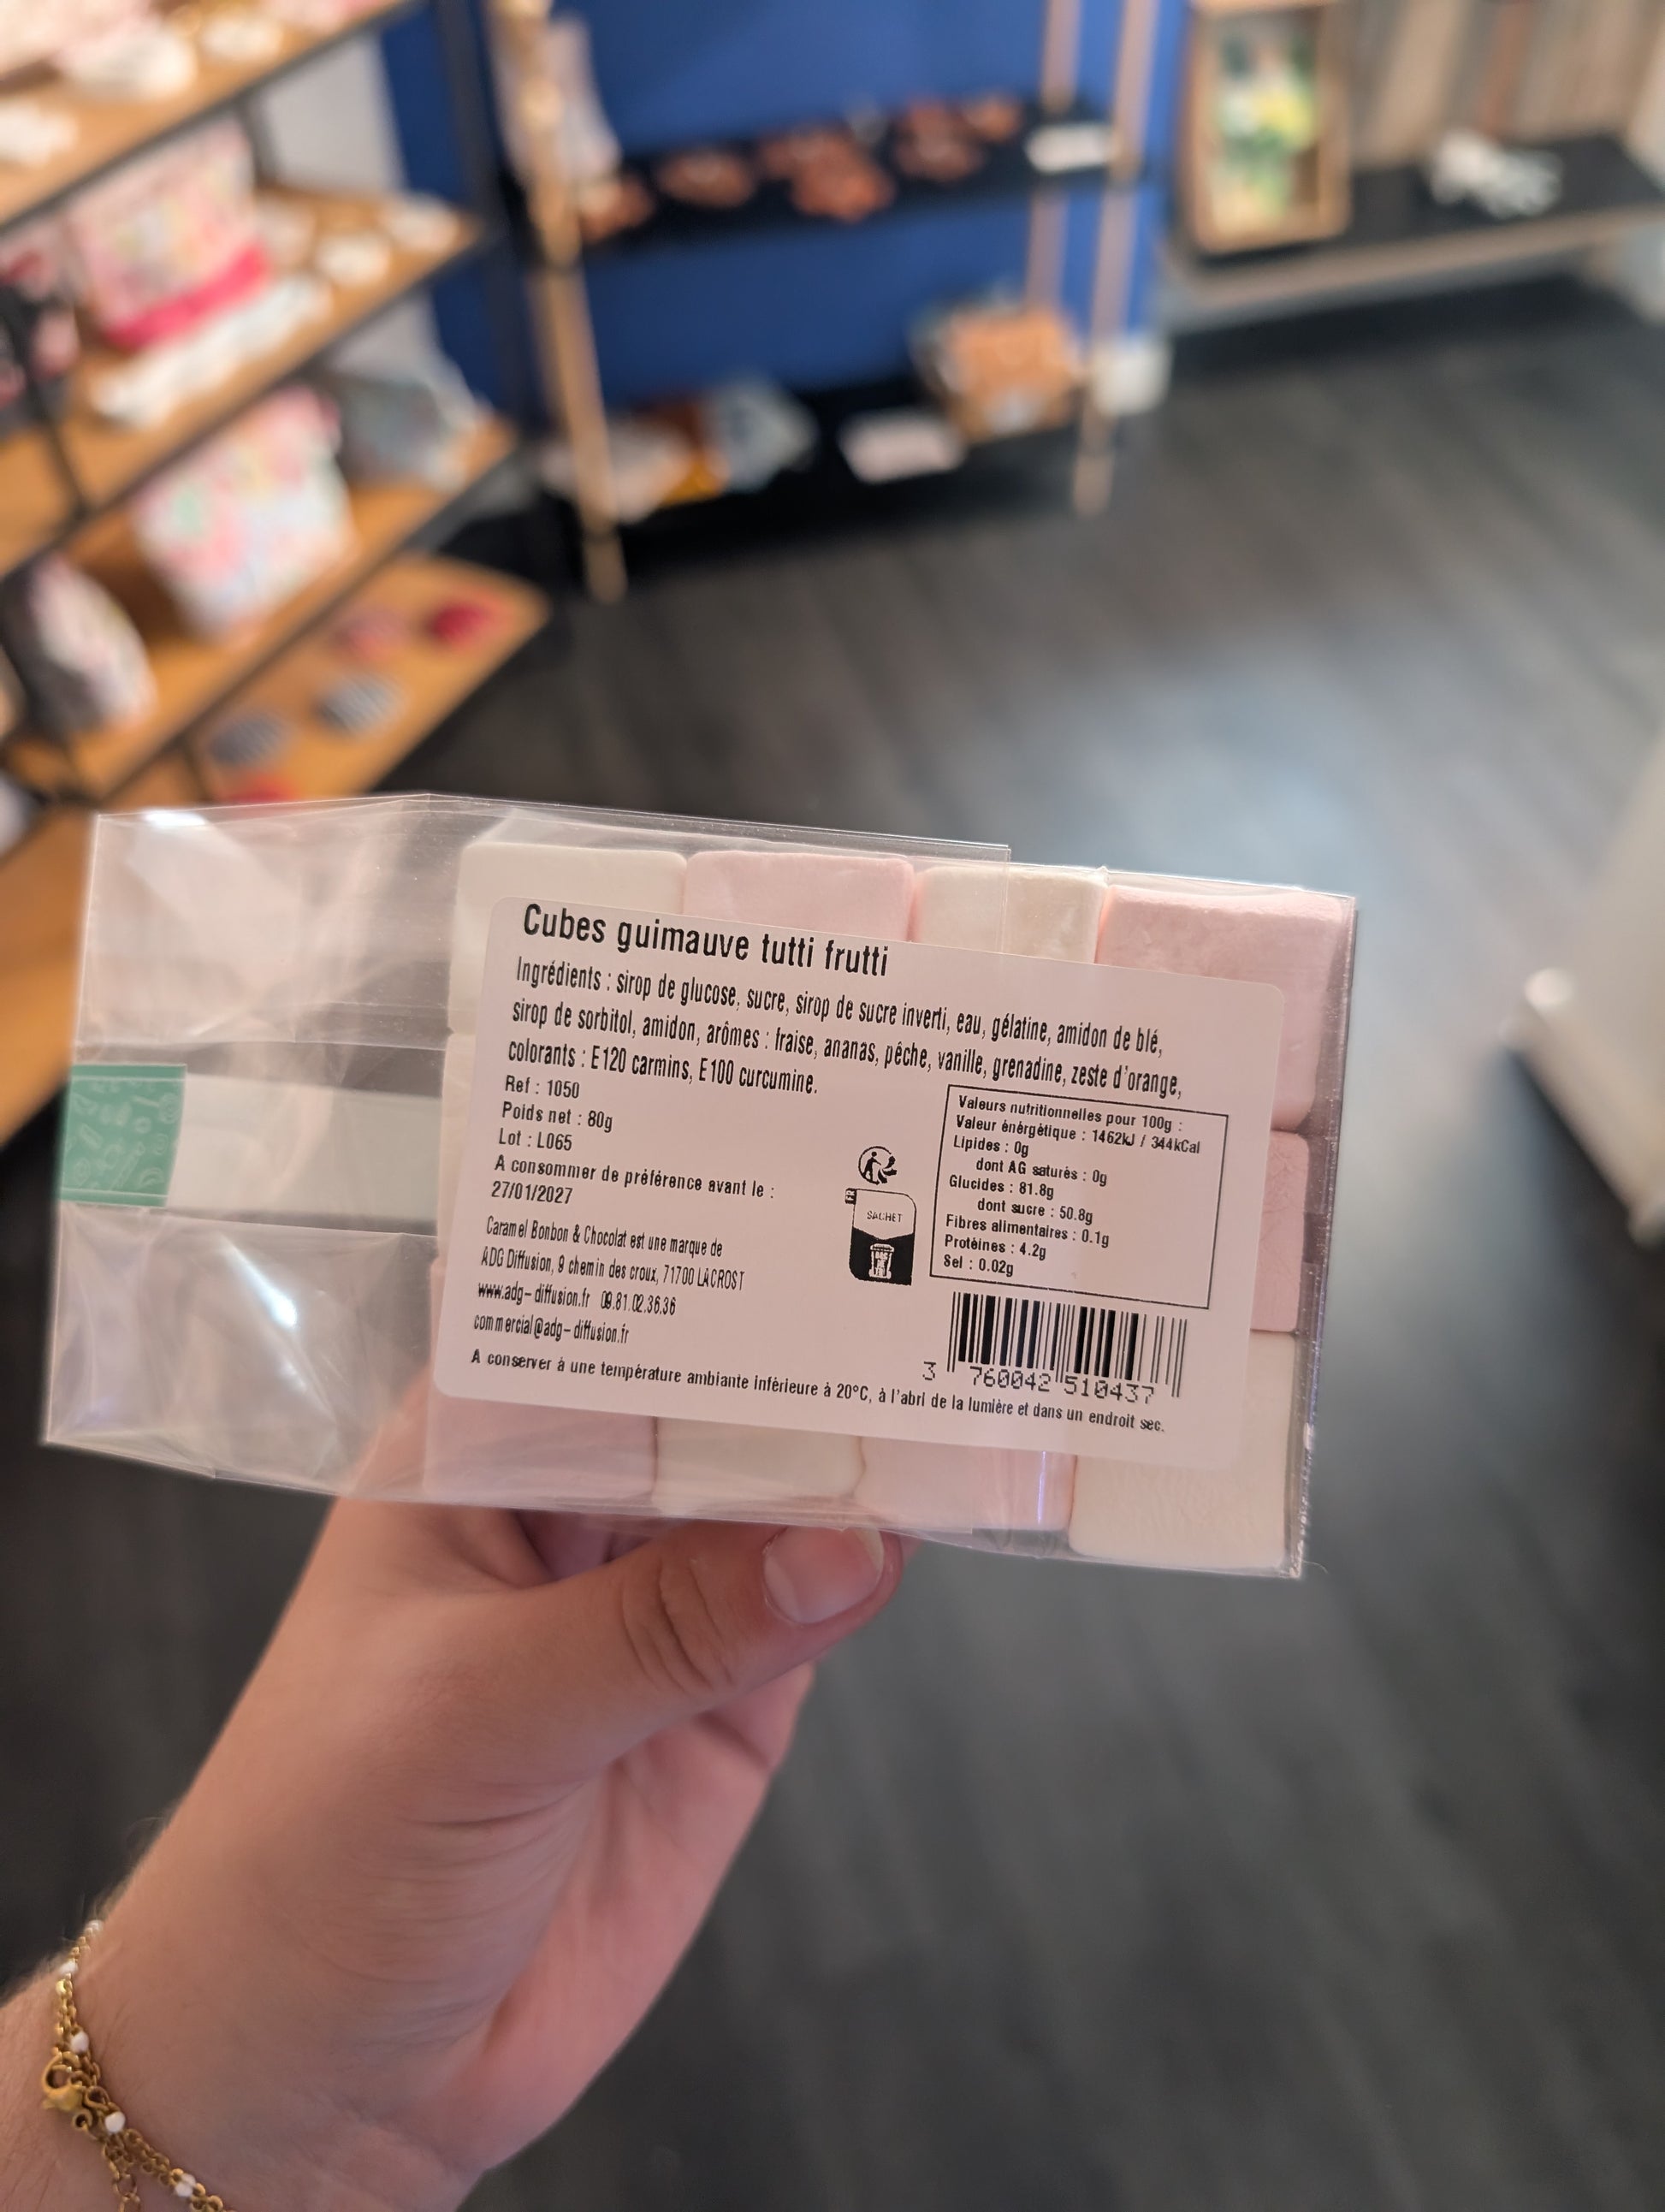 Cubes guimauve tutti frutti
Ingrédients : sirop de glucose, sucre, sirop de sucre inverti, eau, gélatine, amidon de blé,
sirop de sorbitol, amidon, arômes : fraise, ananas, pêche, vanille, grenadine, zeste d'orange,
colorants : E120 carmins, E100 curcumine.
Ref : 1050
Poids net : 80g
Lot : L065
A consommer de préférence avant le :
27/01/2027
Caramel Bonbon & Chocolat est une marque de
ADG Diffusion, 9 chemin des croux, 71700 LACROST
www.adg-diffusion.fr 09.81.02.36.36
commercial@adg-diffusion.fr
FR
SACHET
Valeurs nutritionnelles pour 100g :
Valeur énérgétique : 1462kJ / 344kCal
Lipides : 0g
dont AG saturés : 0g
Glucides : 81.8g
dont sucre : 50.8g
Fibres alimentaires : 0.1g
Protéines : 4.2g
Sel : 0.02g
3 760042 510437
A conserver à une température ambiante inférieure à 20°C, à l'abri de la lumière et dans un endroit sec.